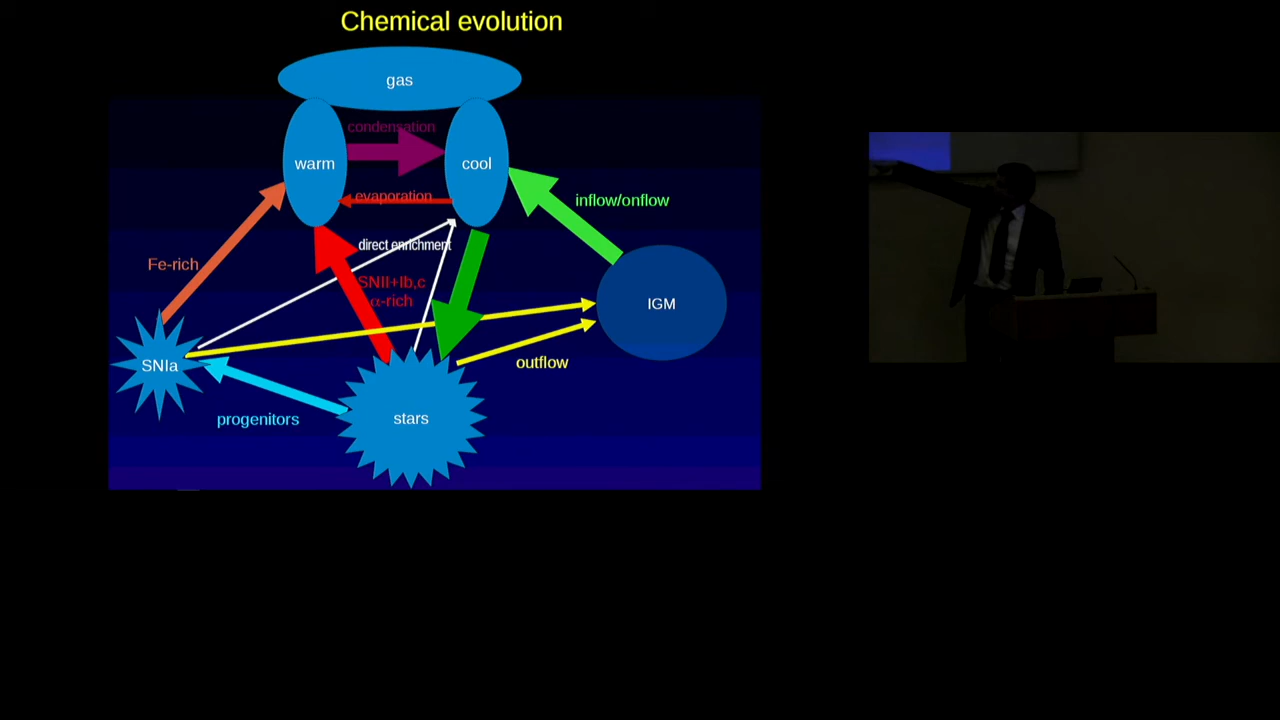 Chemical evolution
gas
condensation
warm
cool
evaporation
inflow/onflow
direct enrichment
Fe-rich
SNII+Ib,c
α-rich
IGM
SNIa
outflow
progenitors
stars